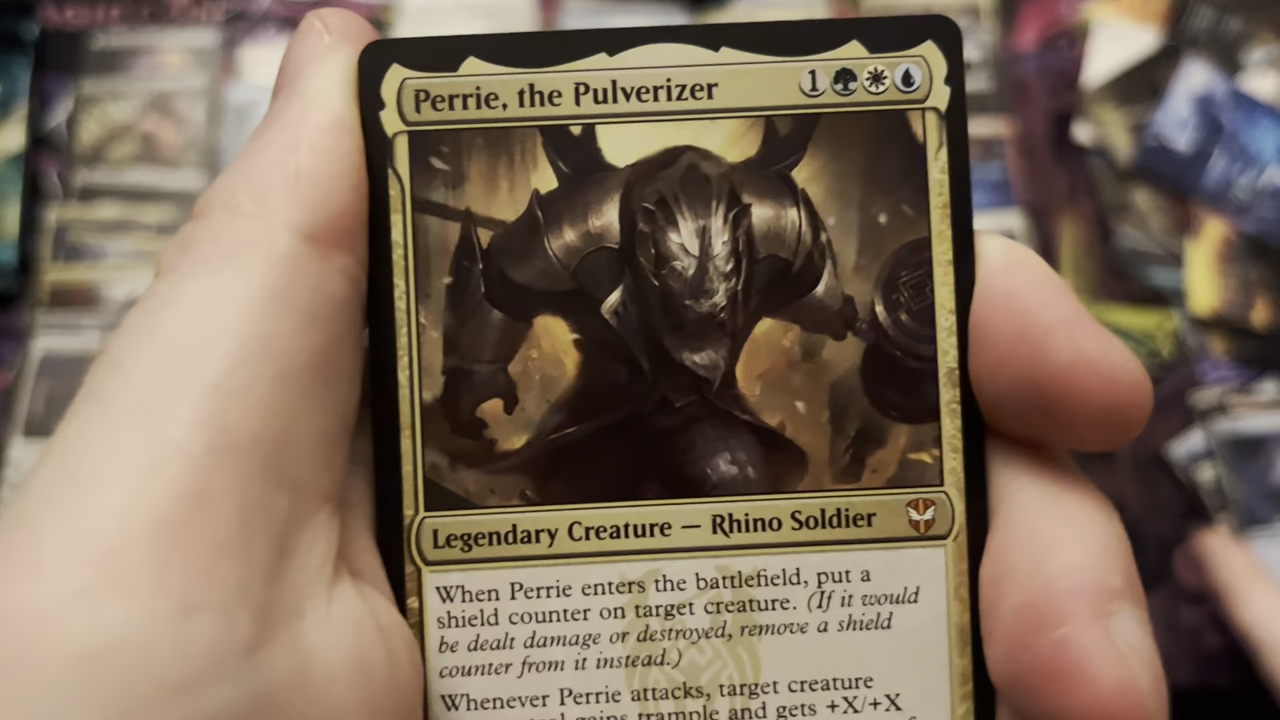 Perrie, the Pulverizer 1
Legendary Creature — Rhino Soldier
When Perrie enters the battlefield, put a
shield counter on target creature. (If it would
be dealt damage or destroyed, remove a shield
counter from it instead.)
Whenever Perrie attacks, target creature
gains trample and gets +X/+X